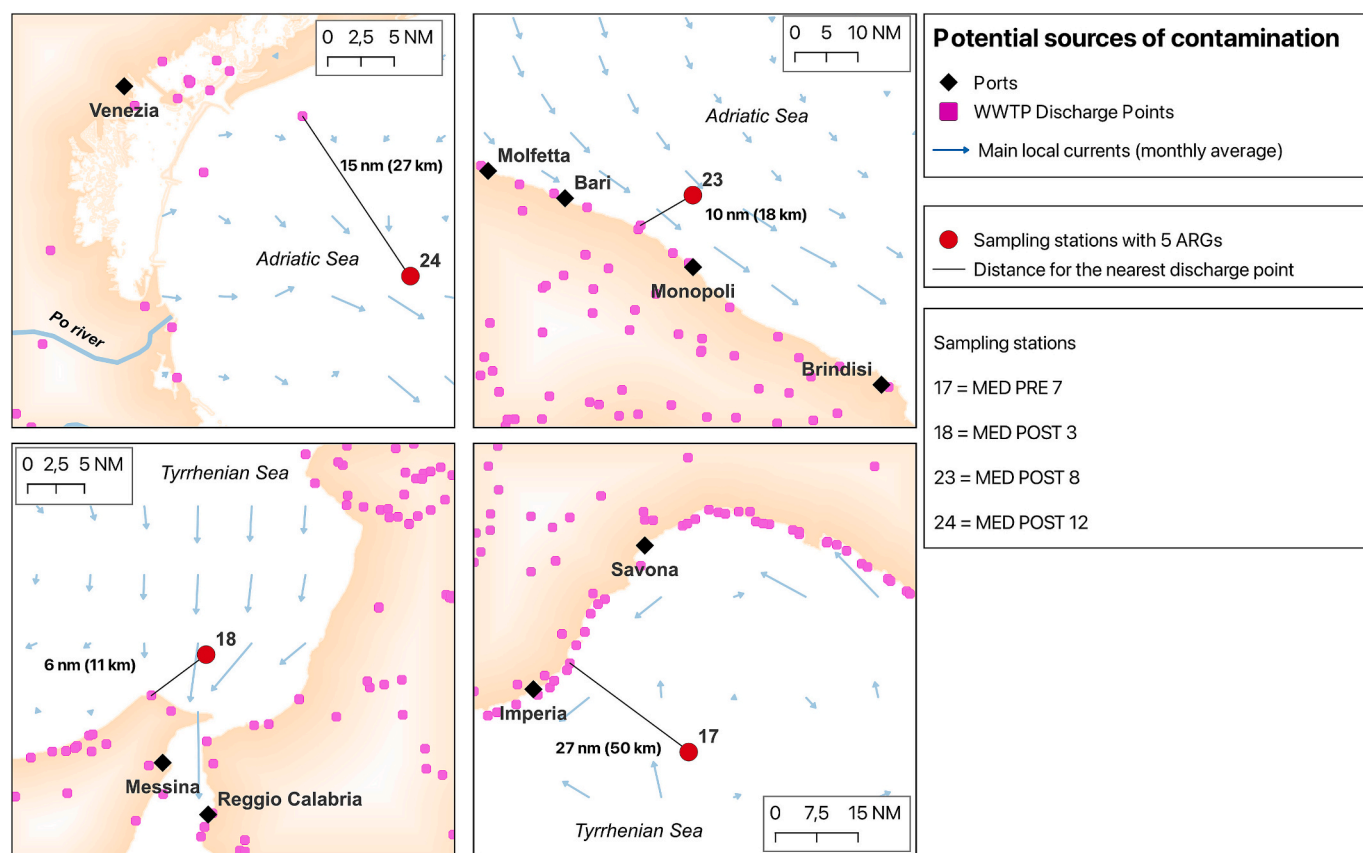 0 2,5 5 NM
Venezia
15 nm (27 km)
Adriatic Sea
24
Po river
0 5 10 NM
Adriatic Sea
Molfetta
Bari
23
10 nm (18 km)
Monopoli
Brindisi
0 2,5 5 NM
Tyrrhenian Sea
18
6 nm (11 km)
Messina
Reggio Calabria
Savona
Imperia
17
27 nm (50 km)
Tyrrhenian Sea
0 7,5 15 NM
Potential sources of contamination
Ports
WWTP Discharge Points
Main local currents (monthly average)
Sampling stations with 5 ARGs
Distance for the nearest discharge point
Sampling stations
17 = MED PRE 7
18 = MED POST 3
23 = MED POST 8
24 = MED POST 12